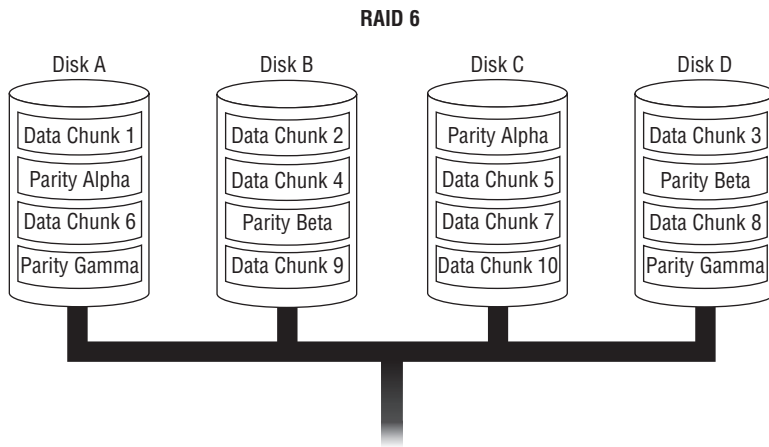 RAID 6
Disk A
Disk B
Disk C
Disk D
Data Chunk 1
Data Chunk 2
Parity Alpha
Data Chunk 3
Parity Alpha
Data Chunk 4
Data Chunk 5
Parity Beta
Data Chunk 6
Parity Beta
Data Chunk 7
Data Chunk 8
Parity Gamma
Data Chunk 9
Data Chunk 10
Parity Gamma